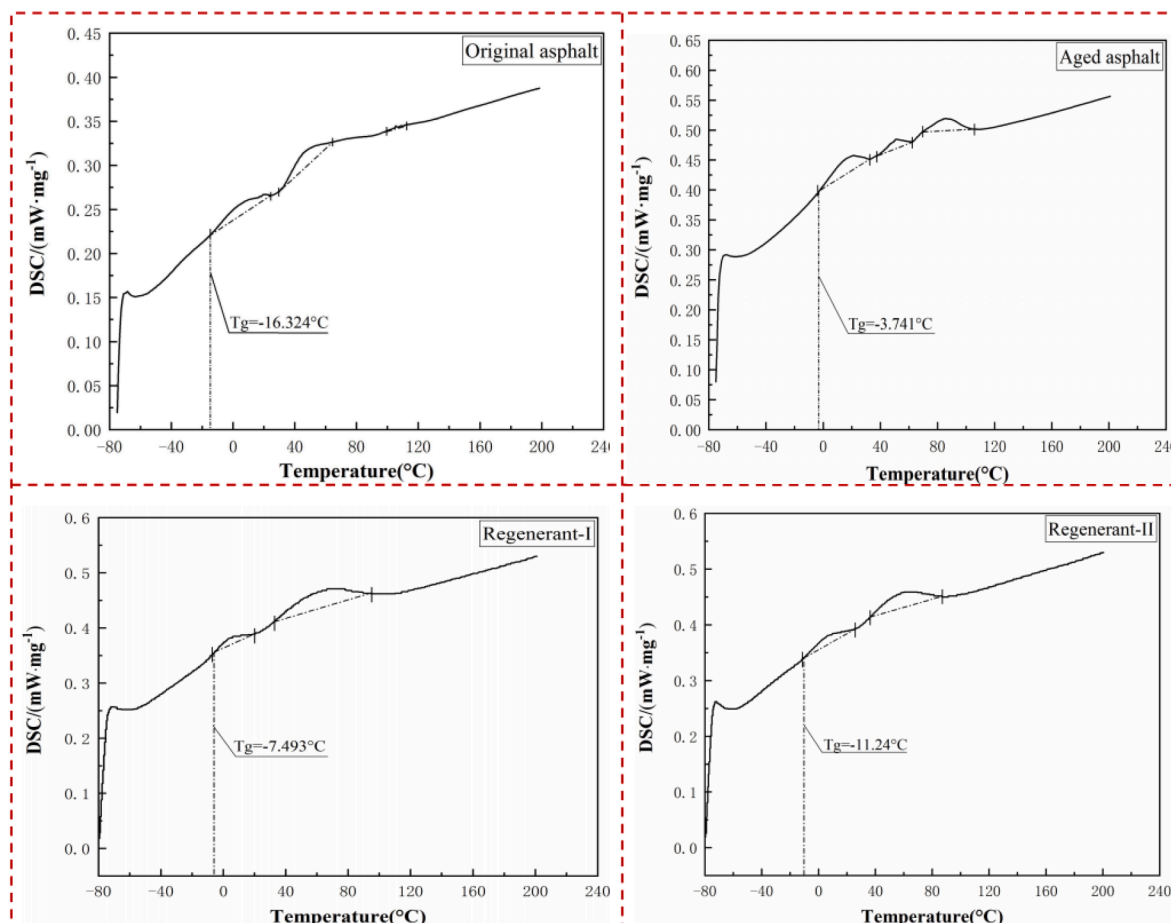 Original asphalt
0.45
0.40
0.35
0.30
0.25
0.20
0.15
0.10
0.05
0.00
DSC/(mW·mg⁻¹)
Tg=-16.324°C
-80 -40 0 40 80 120 160 200 240
Temperature(°C)
Aged asphalt
0.65
0.60
0.55
0.50
0.45
0.40
0.35
0.30
0.25
0.20
0.15
0.10
0.05
0.00
DSC/(mW·mg⁻¹)
Tg=-3.741°C
-80 -40 0 40 80 120 160 200 240
Temperature(°C)
Regenerant-I
0.6
0.5
0.4
0.3
0.2
0.1
0.0
DSC/(mW·mg⁻¹)
Tg=-7.493°C
-80 -40 0 40 80 120 160 200 240
Temperature(°C)
Regenerant-II
0.6
0.5
0.4
0.3
0.2
0.1
0.0
DSC/(mW·mg⁻¹)
Tg=-11.24°C
-80 -40 0 40 80 120 160 200 240
Temperature(°C)